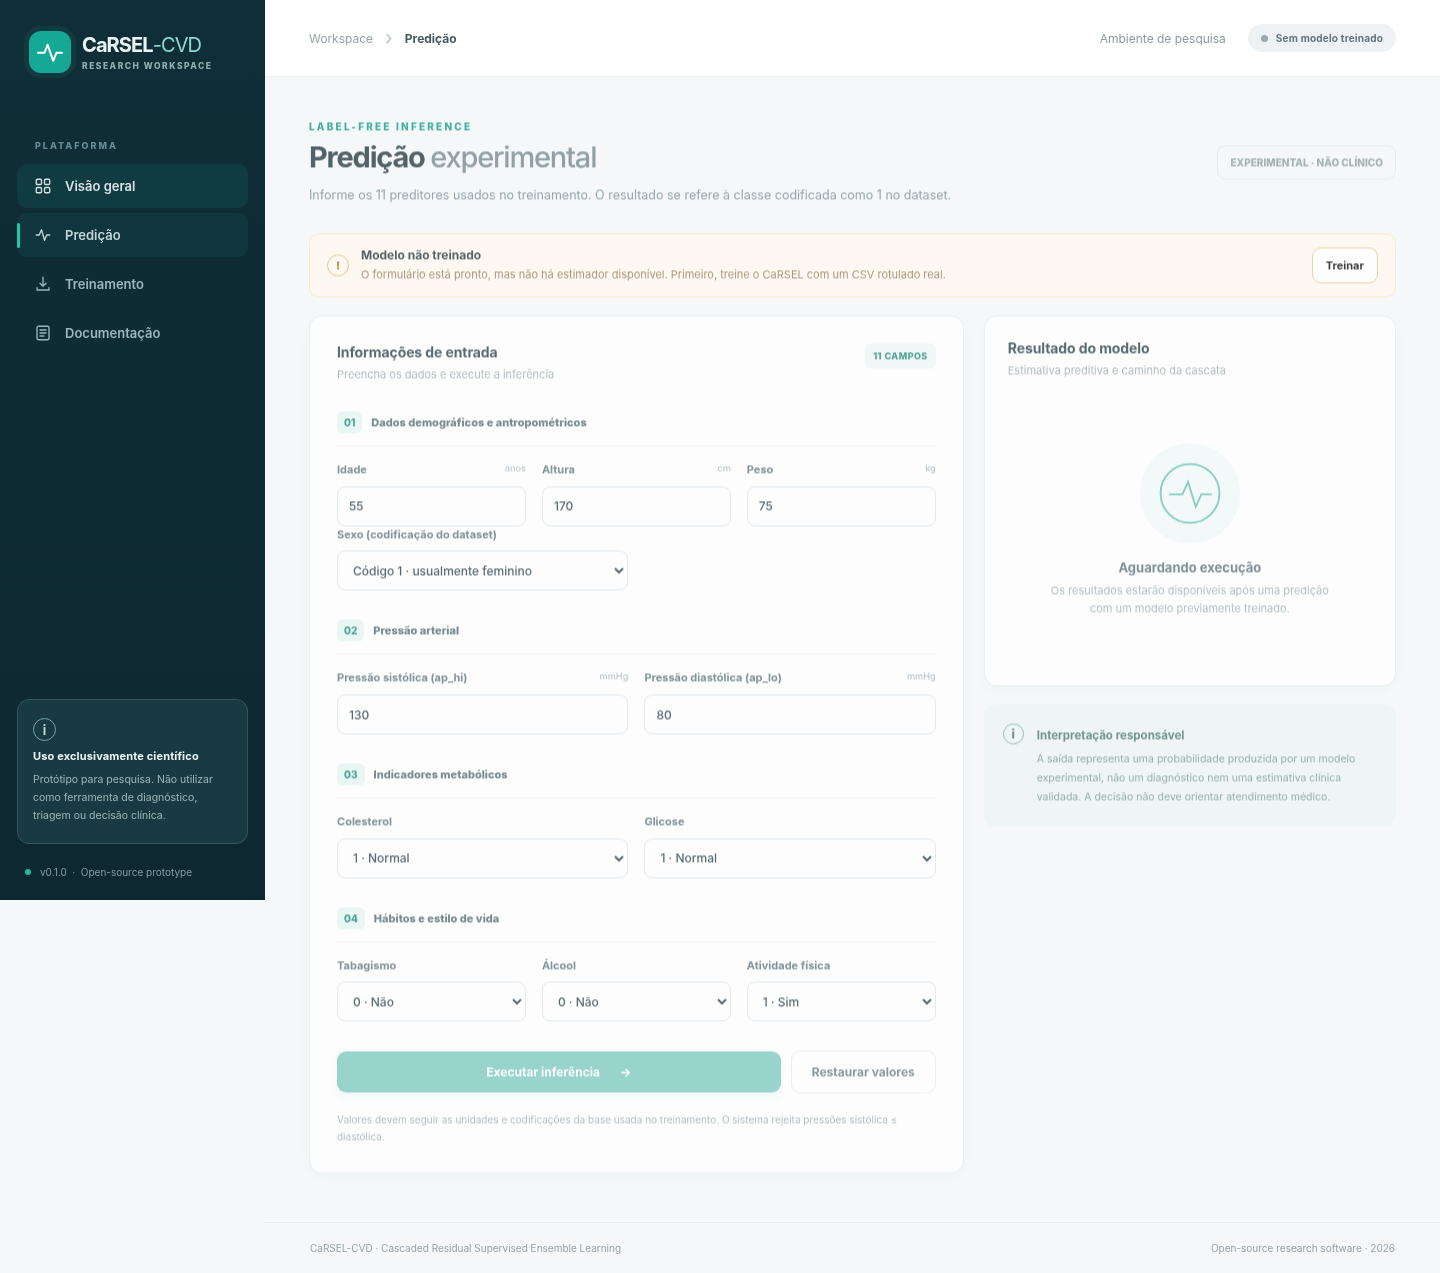 CaRSEL-CVD
RESEARCH WORKSPACE
PLATAFORMA
Visão geral
Predição
Treinamento
Documentação
i
Uso exclusivamente científico
Protótipo para pesquisa. Não utilizar
como ferramenta de diagnóstico,
triagem ou decisão clínica.
v0.1.0 · Open-source prototype
Workspace > Predição
Ambiente de pesquisa
Sem modelo treinado
LABEL-FREE INFERENCE
Predição experimental
EXPERIMENTAL · NÃO CLÍNICO
Informe os 11 preditores usados no treinamento. O resultado se refere à classe codificada como 1 no dataset.
!
Modelo não treinado
O formulário está pronto, mas não há estimador disponível. Primeiro, treine o CaRSEL com um CSV rotulado real.
Treinar
Informações de entrada
11 CAMPOS
Preencha os dados e execute a inferência
01 Dados demográficos e antropométricos
Idade anos
Altura cm
Peso kg
55
170
75
Sexo (codificação do dataset)
Código 1 · usualmente feminino
02 Pressão arterial
Pressão sistólica (ap_hi) mmHg
Pressão diastólica (ap_lo) mmHg
130
80
03 Indicadores metabólicos
Colesterol
Glicose
1 · Normal
1 · Normal
04 Hábitos e estilo de vida
Tabagismo
Álcool
Atividade física
0 · Não
0 · Não
1 · Sim
Executar inferência →
Restaurar valores
Valores devem seguir as unidades e codificações da base usada no treinamento. O sistema rejeita pressões sistólica ≤
diastólica.
Resultado do modelo
Estimativa preditiva e caminho da cascata
Aguardando execução
Os resultados estarão disponíveis após uma predição
com um modelo previamente treinado.
i
Interpretação responsável
A saída representa uma probabilidade produzida por um modelo
experimental, não um diagnóstico nem uma estimativa clínica
validada. A decisão não deve orientar atendimento médico.
CaRSEL-CVD · Cascaded Residual Supervised Ensemble Learning
Open-source research software · 2026